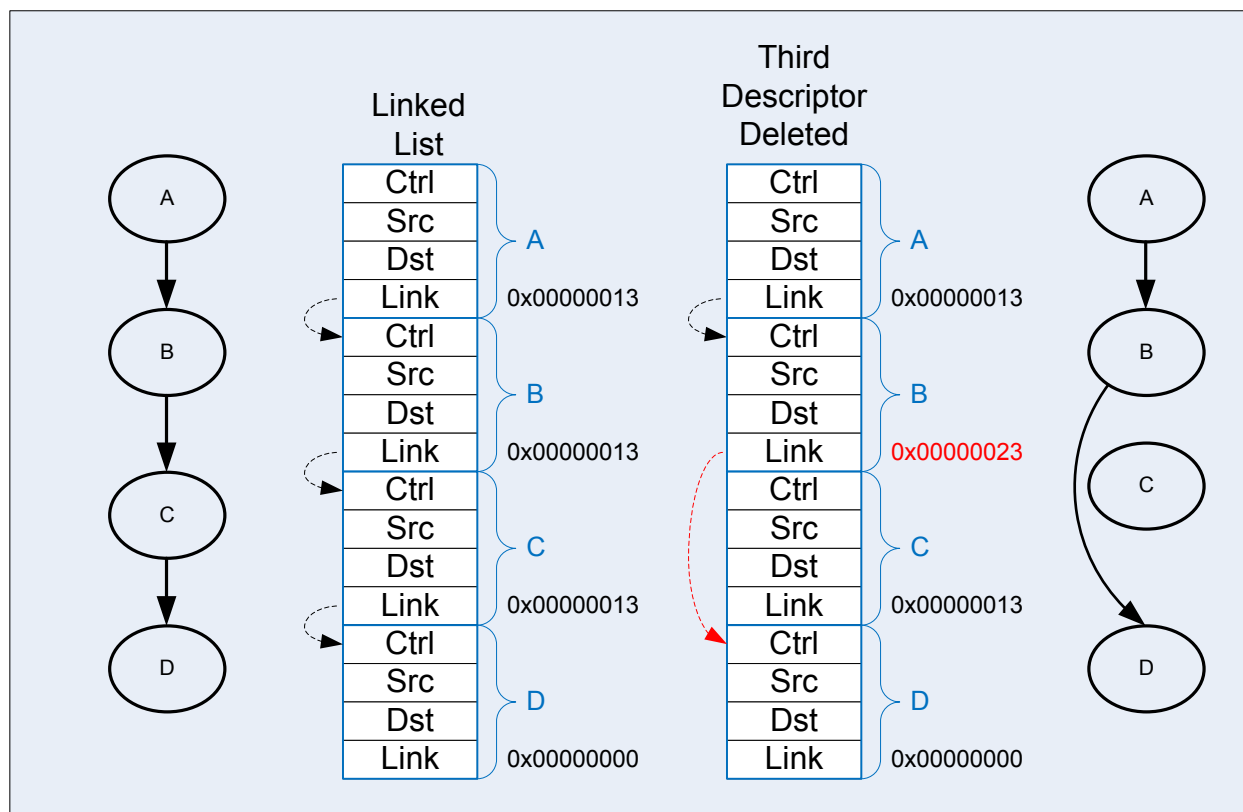 Linked
List
Third
Descriptor
Deleted
A
B
C
D
Ctrl
Src
Dst
Link 0x00000013
A
Ctrl
Src
Dst
Link 0x00000013
B
Ctrl
Src
Dst
Link 0x00000013
C
Ctrl
Src
Dst
Link 0x00000000
D
Ctrl
Src
Dst
Link 0x00000013
A
Ctrl
Src
Dst
Link 0x00000023
B
Ctrl
Src
Dst
Link 0x00000013
C
Ctrl
Src
Dst
Link 0x00000000
D
A
B
C
D